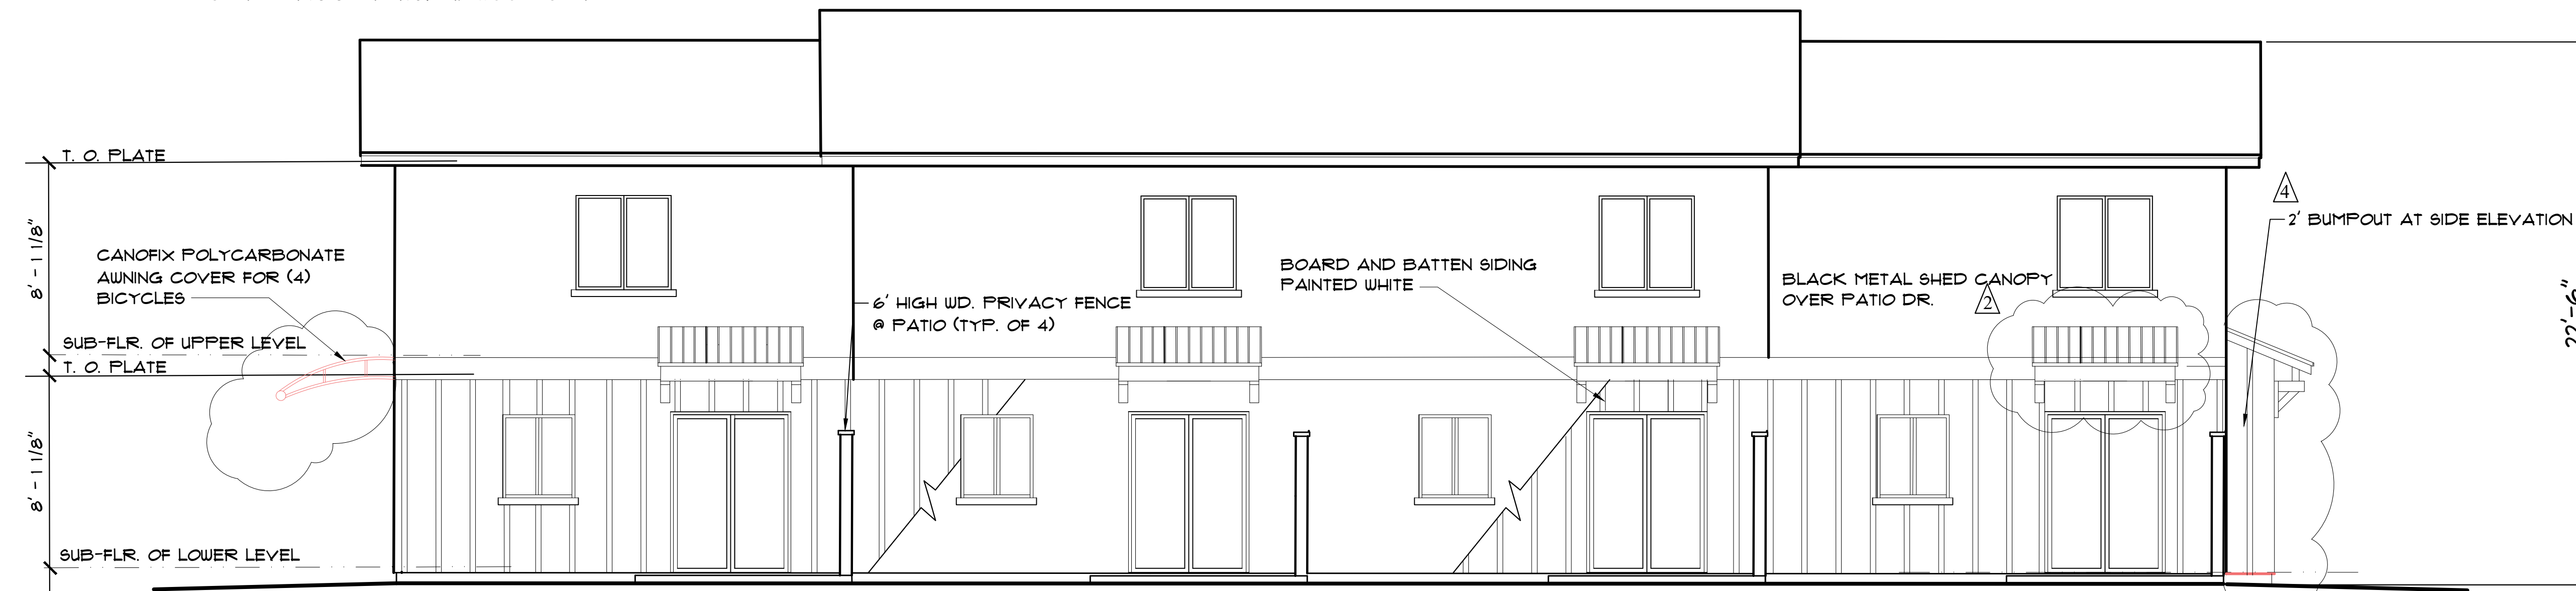 T. O. PLATE
8' - 1 1/8"
CANOFIX POLYCARBONATE
AWNING COVER FOR (4)
BICYCLES
SUB-FLR. OF UPPER LEVEL
T. O. PLATE
8' - 1 1/8"
SUB-FLR. OF LOWER LEVEL
6' HIGH WD. PRIVACY FENCE
@ PATIO (TYP. OF 4)
BOARD AND BATTEN SIDING
PAINTED WHITE
BLACK METAL SHED CANOPY
OVER PATIO DR.
2
4
2' BUMPOUT AT SIDE ELEVATION
22'-6"